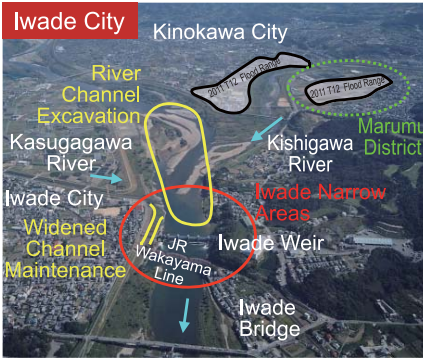 Iwade City
Kinokawa City
River
Channel
Excavation
2011 T12 Flood Range
2011 T12 Flood Range
Marumu
District
Kasugagawa
River
Kishigawa
River
Iwade City
Iwade Narrow
Areas
Widened
Channel
Maintenance
JR
Wakayama
Line
Iwade Weir
Iwade
Bridge